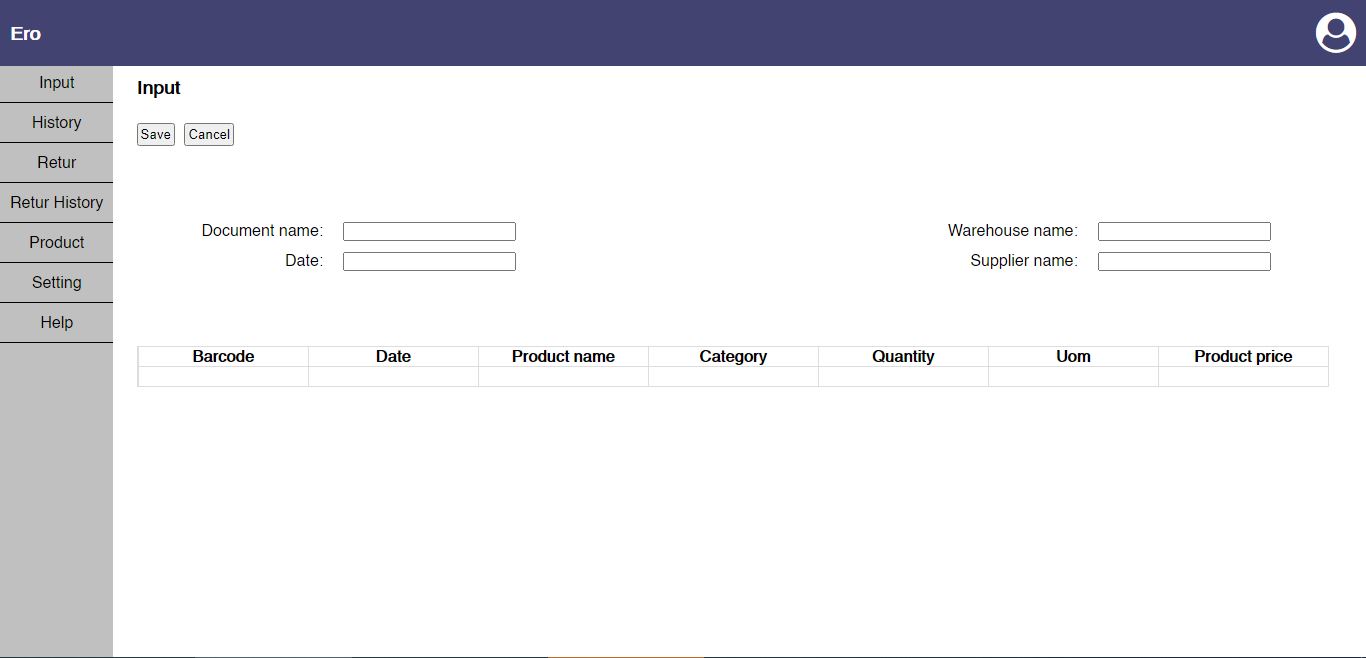 Ero
Input
History
Retur
Retur History
Product
Setting
Help
Input
Save Cancel
Document name: Warehouse name:
Date: Supplier name:
Barcode Date Product name Category Quantity Uom Product price